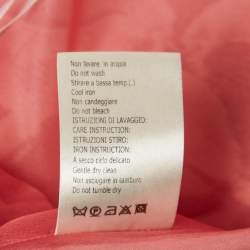 Non lavare in acqua
Do not wash
Stirare a bassa temp.(.)
Cool iron
Non candeggiare
Do not bleach
ISTRUZIONI DI LAVAGGIO:
CARE INSTRUCTION:
ISTRUZIONI STIRO:
IRON INSTRUCTION:
A secco ciclo delicato
Gentle dry clean
Non asciugare in
Do not tumble dry